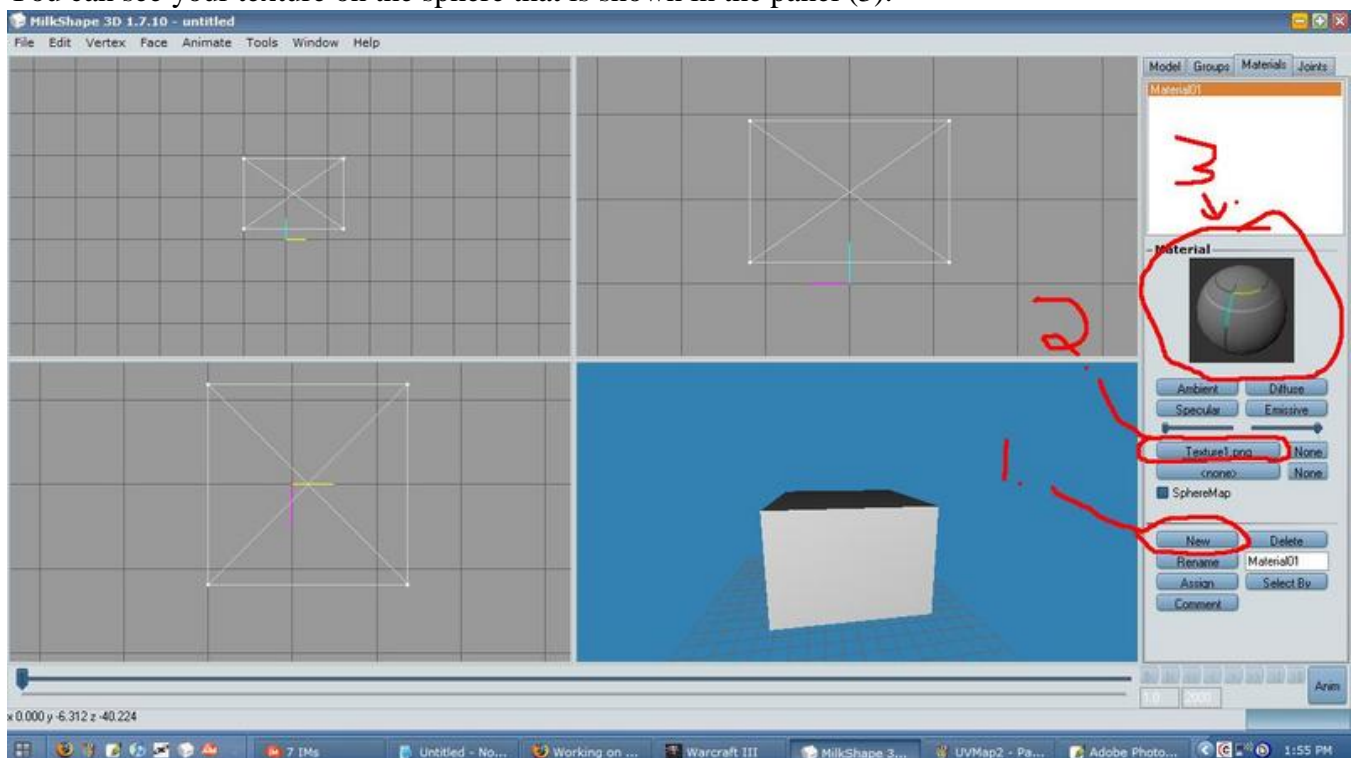 You can see your texture on the sphere that is shown in the panel (3).
MilkShape 3D 1.7.10 - untitled
File Edit Vertex Face Animate Tools Window Help
Model Groups Materials Joints
Material01
3
Material
2.
Ambient Diffuse
Specular Emissive
Texture1.png None
<none> None
SphereMap
1.
New Delete
Rename Material01
Assign Select By
Comment
Anim
1.0 2000
x 0.000 y -6.312 z -40.224
7 IMs Untitled - No... Working on ... Warcraft III MilkShape 3... UVMap2 - Pa... Adobe Photo... 1:55 PM